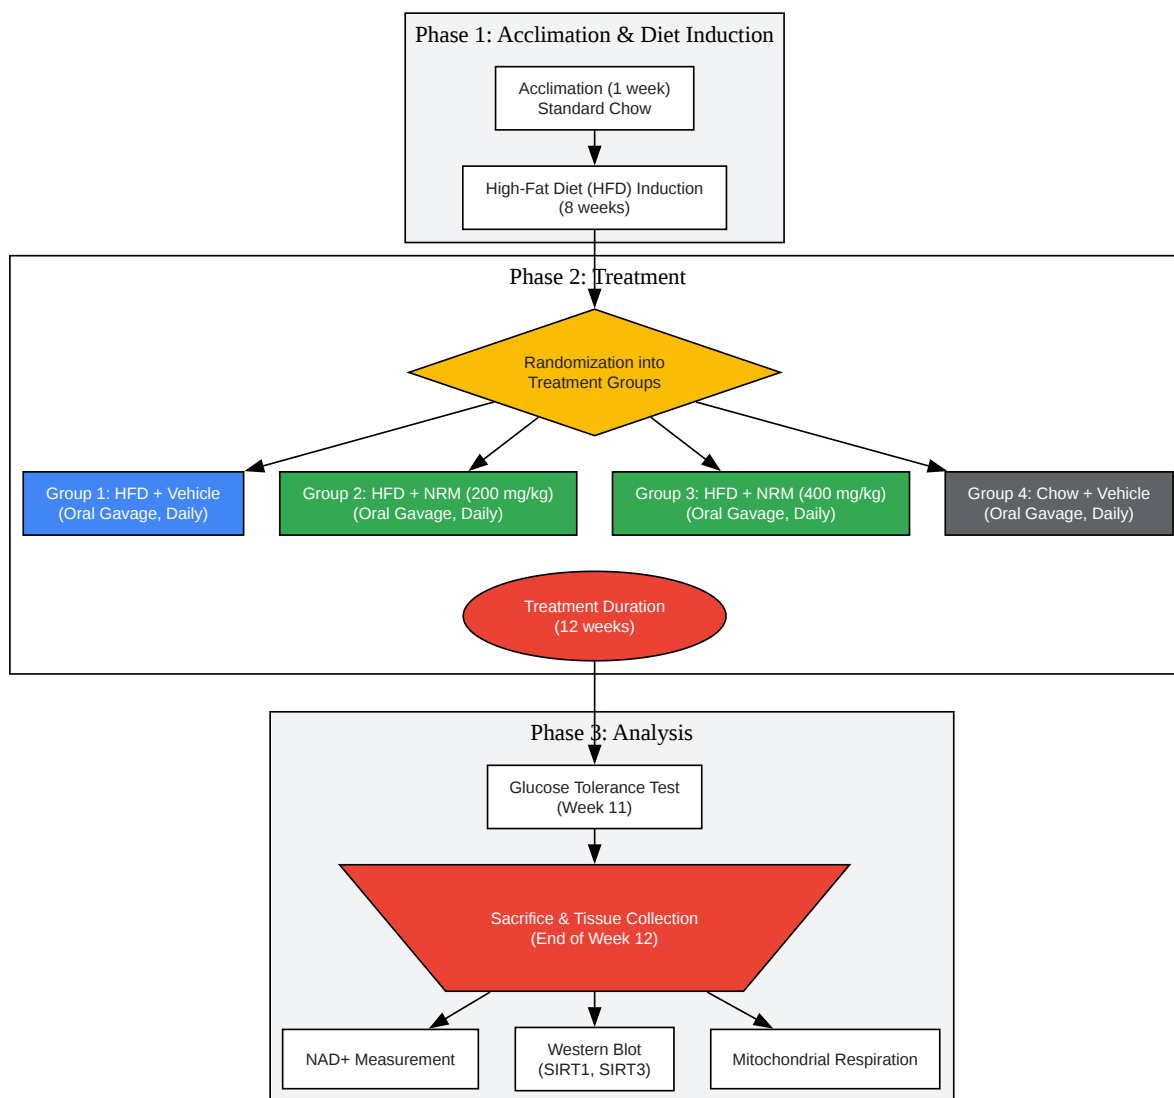 Phase 1: Acclimation & Diet Induction
Acclimation (1 week)
Standard Chow
High-Fat Diet (HFD) Induction
(8 weeks)
Phase 2: Treatment
Randomization into
Treatment Groups
Group 1: HFD + Vehicle
(Oral Gavage, Daily)
Group 2: HFD + NRM (200 mg/kg)
(Oral Gavage, Daily)
Group 3: HFD + NRM (400 mg/kg)
(Oral Gavage, Daily)
Group 4: Chow + Vehicle
(Oral Gavage, Daily)
Treatment Duration
(12 weeks)
Phase 3: Analysis
Glucose Tolerance Test
(Week 11)
Sacrifice & Tissue Collection
(End of Week 12)
NAD+ Measurement
Western Blot
(SIRT1, SIRT3)
Mitochondrial Respiration